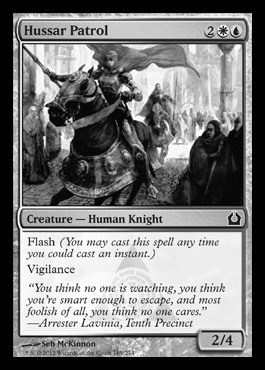 Hussar Patrol 2
Creature — Human Knight
Flash (You may cast this spell any time
you could cast an instant.)
Vigilance
"You think no one is watching, you think
you're smart enough to escape, and most
foolish of all, you think no one cares."
—Arrester Lavinia, Tenth Precinct
Seb McKinnon
2/4